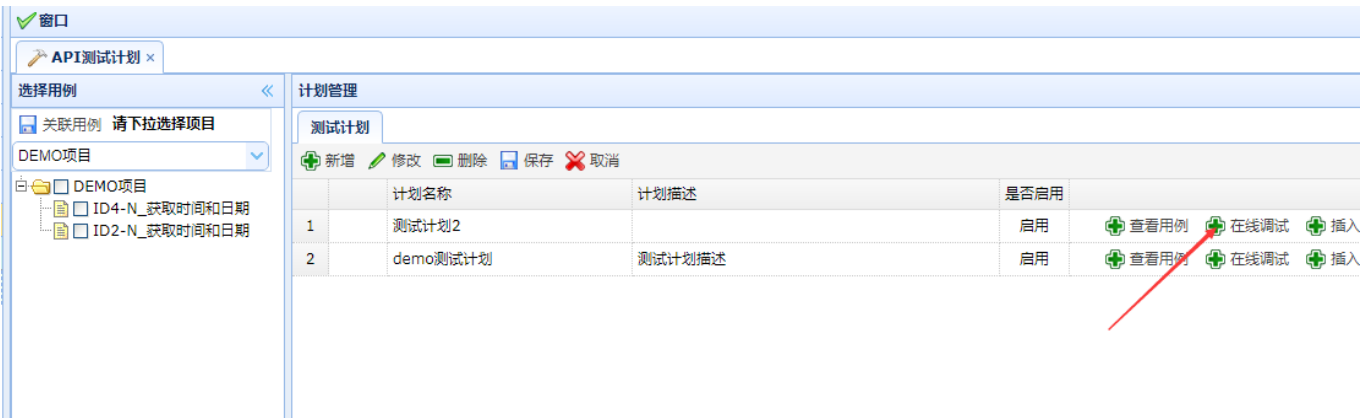 窗口
API测试计划 ×
选择用例 «
关联用例 请下拉选择项目
DEMO项目
DEMO项目
ID4-N_获取时间和日期
ID2-N_获取时间和日期
计划管理
测试计划
新增 修改 删除 保存 取消
计划名称 计划描述 是否启用
1 测试计划2 启用 查看用例 在线调试 插入
2 demo测试计划 测试计划描述 启用 查看用例 在线调试 插入